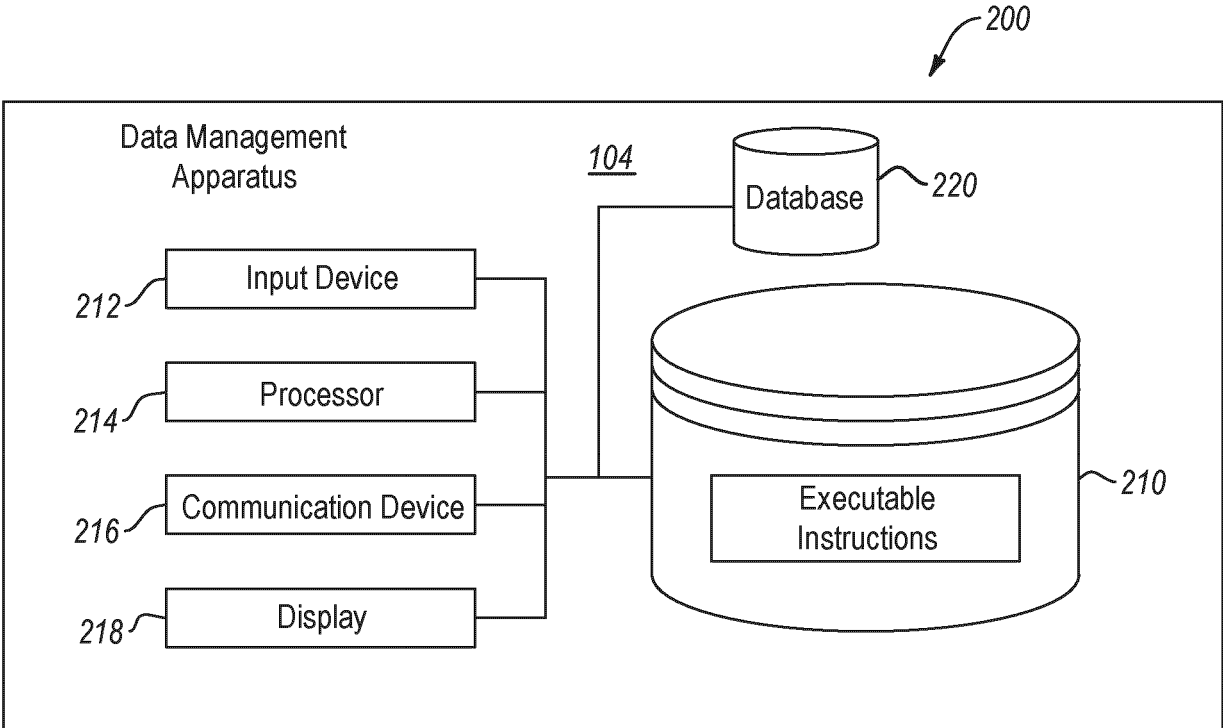 200
Data Management
Apparatus
104
Database
220
Input Device
212
Processor
214
Communication Device
216
Display
218
Executable
Instructions
210